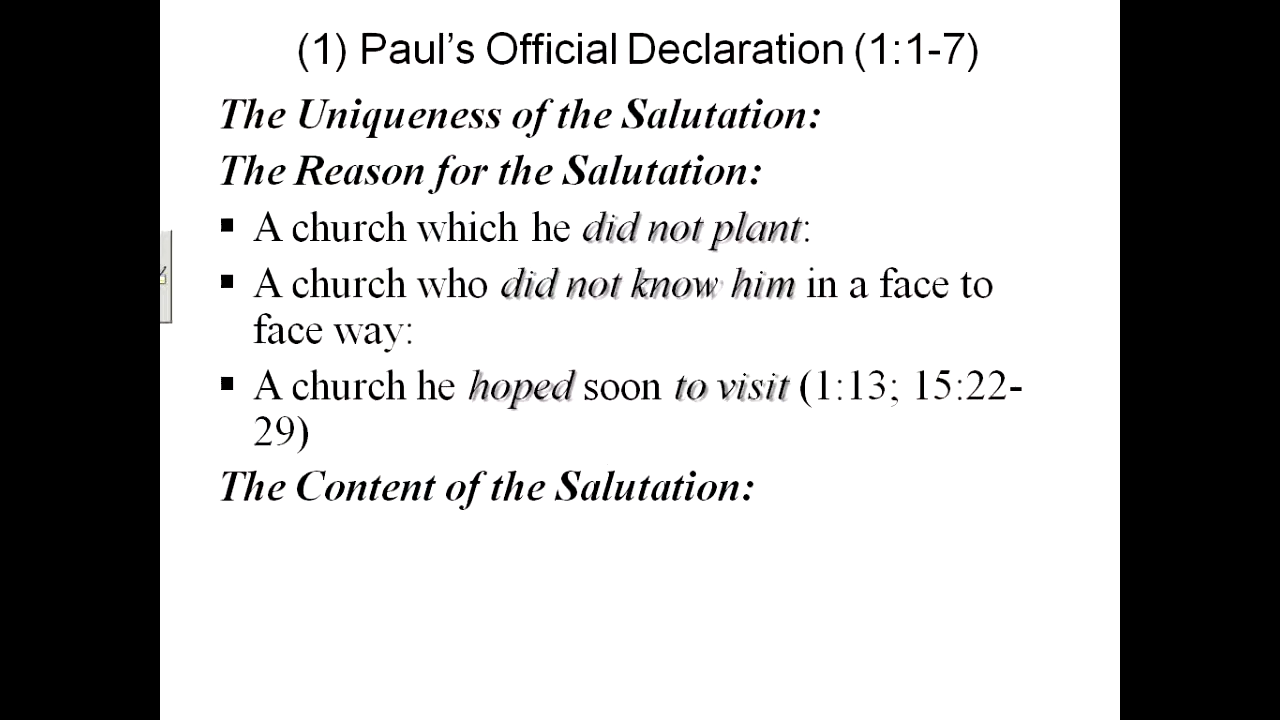 (1) Paul’s Official Declaration (1:1-7)
The Uniqueness of the Salutation:
The Reason for the Salutation:
▪ A church which he did not plant:
▪ A church who did not know him in a face to
face way:
▪ A church he hoped soon to visit (1:13; 15:22-
29)
The Content of the Salutation: